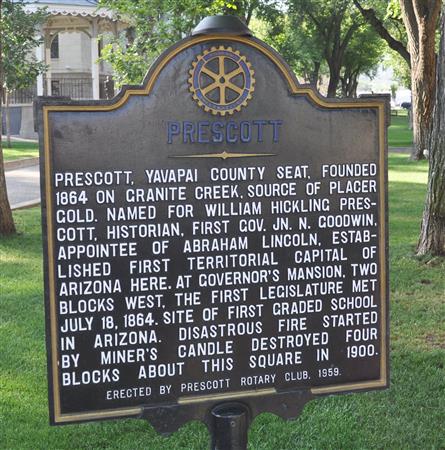 PRESCOTT
PRESCOTT, YAVAPAI COUNTY SEAT, FOUNDED
1864 ON GRANITE CREEK, SOURCE OF PLACER
GOLD. NAMED FOR WILLIAM HICKLING PRES-
COTT, HISTORIAN, FIRST GOV. JN. N. GOODWIN,
APPOINTEE OF ABRAHAM LINCOLN, ESTAB-
LISHED FIRST TERRITORIAL CAPITAL OF
ARIZONA HERE. AT GOVERNOR'S MANSION, TWO
BLOCKS WEST, THE FIRST LEGISLATURE MET
JULY 18, 1864. SITE OF FIRST GRADED SCHOOL
IN ARIZONA. DISASTROUS FIRE STARTED
BY MINER'S CANDLE DESTROYED FOUR
BLOCKS ABOUT THIS SQUARE IN 1900.
ERECTED BY PRESCOTT ROTARY CLUB, 1959.